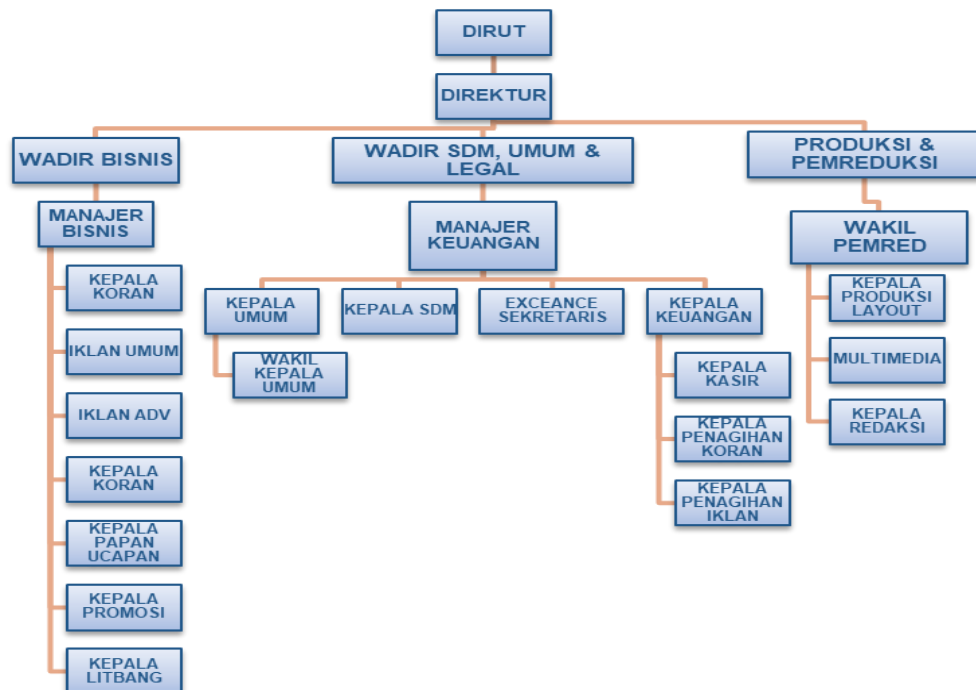 DIRUT
DIREKTUR
WADIR BISNIS
WADIR SDM, UMUM &
LEGAL
PRODUKSI &
PEMREDUKSI
MANAJER
BISNIS
MANAJER
KEUANGAN
WAKIL
PEMRED
KEPALA
KORAN
IKLAN UMUM
IKLAN ADV
KEPALA
KORAN
KEPALA
PAPAN
UCAPAN
KEPALA
PROMOSI
KEPALA
LITBANG
KEPALA
UMUM
WAKIL
KEPALA
UMUM
KEPALA SDM
EXCEANCE
SEKRETARIS
KEPALA
KEUANGAN
KEPALA
KASIR
KEPALA
PENAGIHAN
KORAN
KEPALA
PENAGIHAN
IKLAN
KEPALA
PRODUKSI
LAYOUT
MULTIMEDIA
KEPALA
REDAKSI